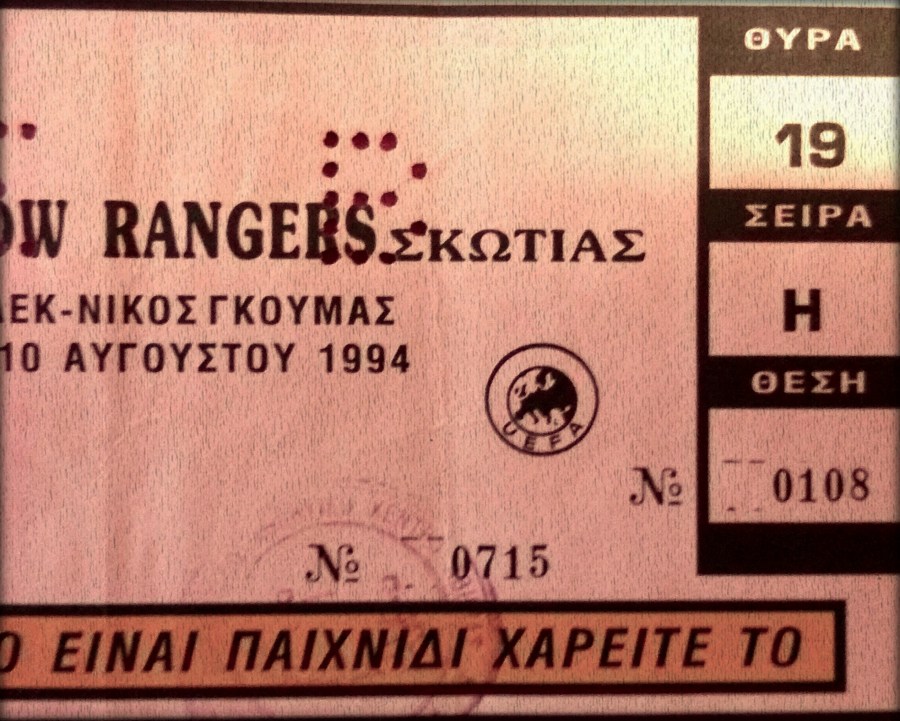 ΘΥΡΑ
19
ΣΕΙΡΑ
Η
ΘΕΣΗ
№ 0108
OW RANGERS ΣΚΩΤΙΑΣ
ΑΕΚ-ΝΙΚΟΣ ΓΚΟΥΜΑΣ
10 ΑΥΓΟΥΣΤΟΥ 1994
UEFA
№ 0715
Ο ΕΙΝΑΙ ΠΑΙΧΝΙΔΙ ΧΑΡΕΙΤΕ ΤΟ